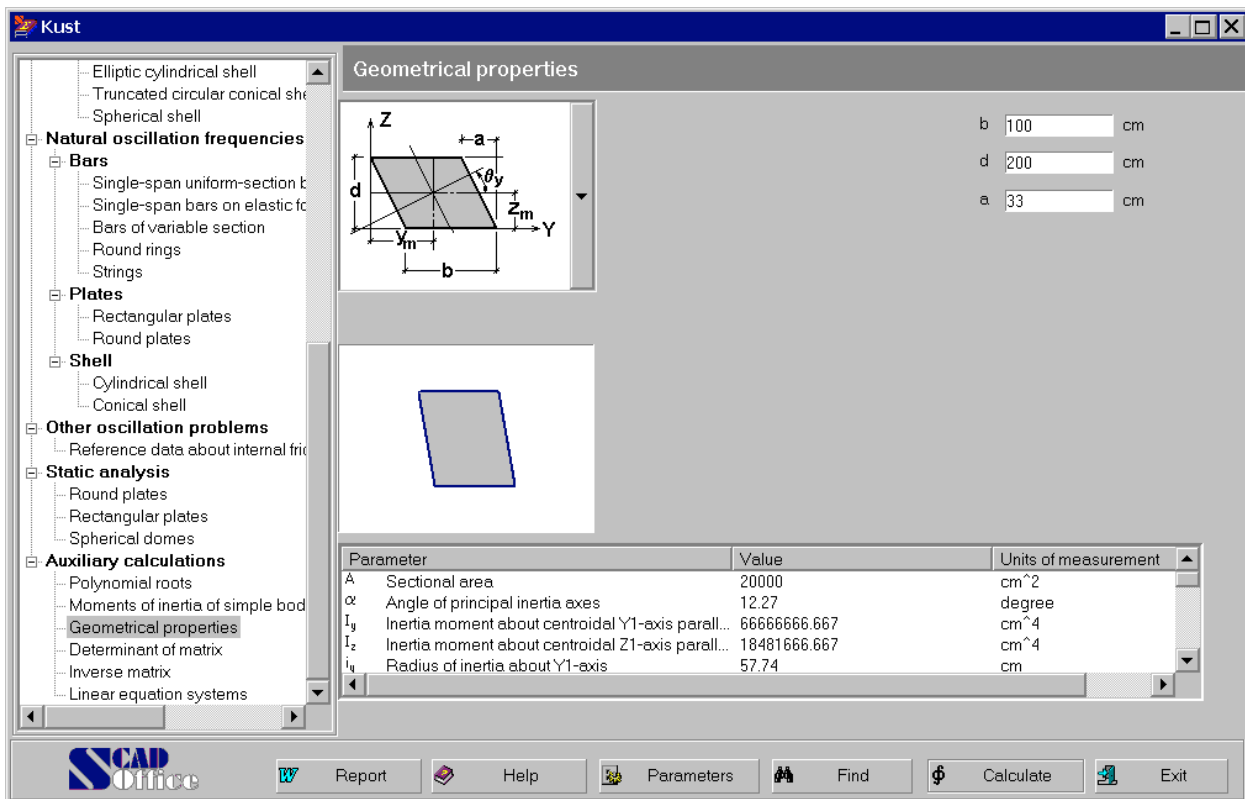 Kust
Elliptic cylindrical shell
Truncated circular conical she
Spherical shell
Natural oscillation frequencies
Bars
Single-span uniform-section b
Single-span bars on elastic fo
Bars of variable section
Round rings
Strings
Plates
Rectangular plates
Round plates
Shell
Cylindrical shell
Conical shell
Other oscillation problems
Reference data about internal fric
Static analysis
Round plates
Rectangular plates
Spherical domes
Auxiliary calculations
Polynomial roots
Moments of inertia of simple bod
Geometrical properties
Determinant of matrix
Inverse matrix
Linear equation systems
Geometrical properties
Z
a
θy
d
zm
Y
ym
b
b 100 cm
d 200 cm
a 33 cm
Parameter Value Units of measurement
A Sectional area 20000 cm^2
α Angle of principal inertia axes 12.27 degree
Iy Inertia moment about centroidal Y1-axis parall... 66666666.667 cm^4
Iz Inertia moment about centroidal Z1-axis parall... 18481666.667 cm^4
iy Radius of inertia about Y1-axis 57.74 cm
SCAD
Office
Report Help Parameters Find Calculate Exit